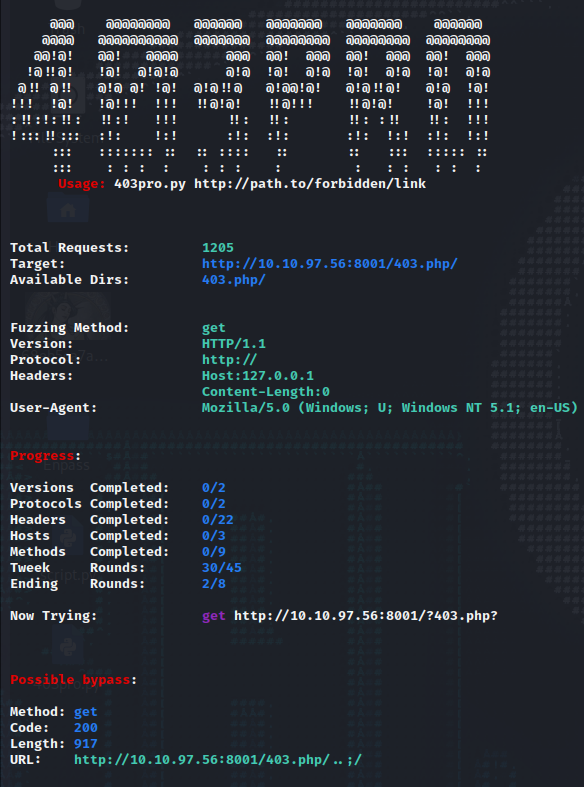 Usage: 403pro.py http://path.to/forbidden/link
Total Requests: 1205
Target: http://10.10.97.56:8001/403.php/
Available Dirs: 403.php/
Fuzzing Method: get
Version: HTTP/1.1
Protocol: http://
Headers: Host:127.0.0.1
Content-Length:0
User-Agent: Mozilla/5.0 (Windows; U; Windows NT 5.1; en-US)
Progress:
Versions Completed: 0/2
Protocols Completed: 0/2
Headers Completed: 0/22
Hosts Completed: 0/3
Methods Completed: 0/9
Tweek Rounds: 30/45
Ending Rounds: 2/8
Now Trying: get http://10.10.97.56:8001/?403.php?
Possible bypass:
Method: get
Code: 200
Length: 917
URL: http://10.10.97.56:8001/403.php/..;/